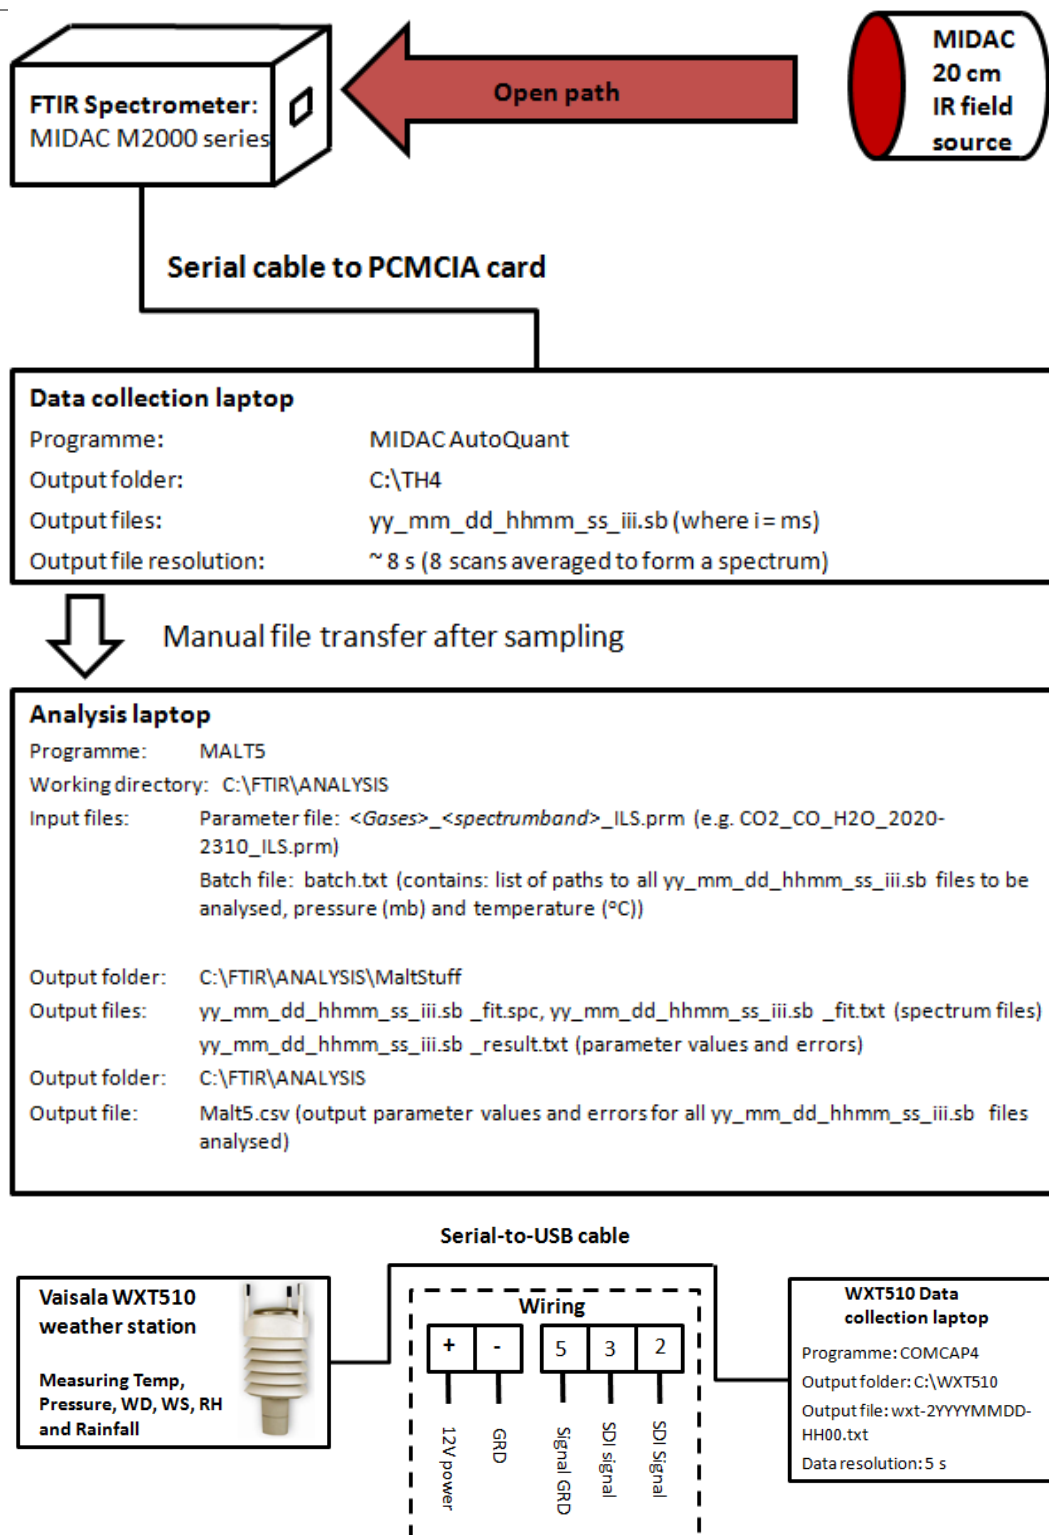 FTIR Spectrometer:
MIDAC M2000 series
Open path
MIDAC
20 cm
IR field
source
Serial cable to PCMCIA card
Data collection laptop
Programme: MIDAC AutoQuant
Output folder: C:\TH4
Output files: yy_mm_dd_hhmm_ss_iii.sb (where i = ms)
Output file resolution: ~ 8 s (8 scans averaged to form a spectrum)
Manual file transfer after sampling
Analysis laptop
Programme: MALT5
Working directory: C:\FTIR\ANALYSIS
Input files: Parameter file: <Gases>_<spectrumband>_ILS.prm (e.g. CO2_CO_H2O_2020-
2310_ILS.prm)
Batch file: batch.txt (contains: list of paths to all yy_mm_dd_hhmm_ss_iii.sb files to be
analysed, pressure (mb) and temperature (°C))
Output folder: C:\FTIR\ANALYSIS\MaltStuff
Output files: yy_mm_dd_hhmm_ss_iii.sb _fit.spc, yy_mm_dd_hhmm_ss_iii.sb _fit.txt (spectrum files)
yy_mm_dd_hhmm_ss_iii.sb _result.txt (parameter values and errors)
Output folder: C:\FTIR\ANALYSIS
Output file: Malt5.csv (output parameter values and errors for all yy_mm_dd_hhmm_ss_iii.sb files
analysed)
Serial-to-USB cable
Vaisala WXT510
weather station
Measuring Temp,
Pressure, WD, WS, RH
and Rainfall
Wiring
+ - 5 3 2
12V power
GRD
Signal GRD
SDI signal
SDI Signal
WXT510 Data
collection laptop
Programme: COMCAP4
Output folder: C:\WXT510
Output file: wxt-2YYYYMMDD-
HH00.txt
Data resolution: 5 s